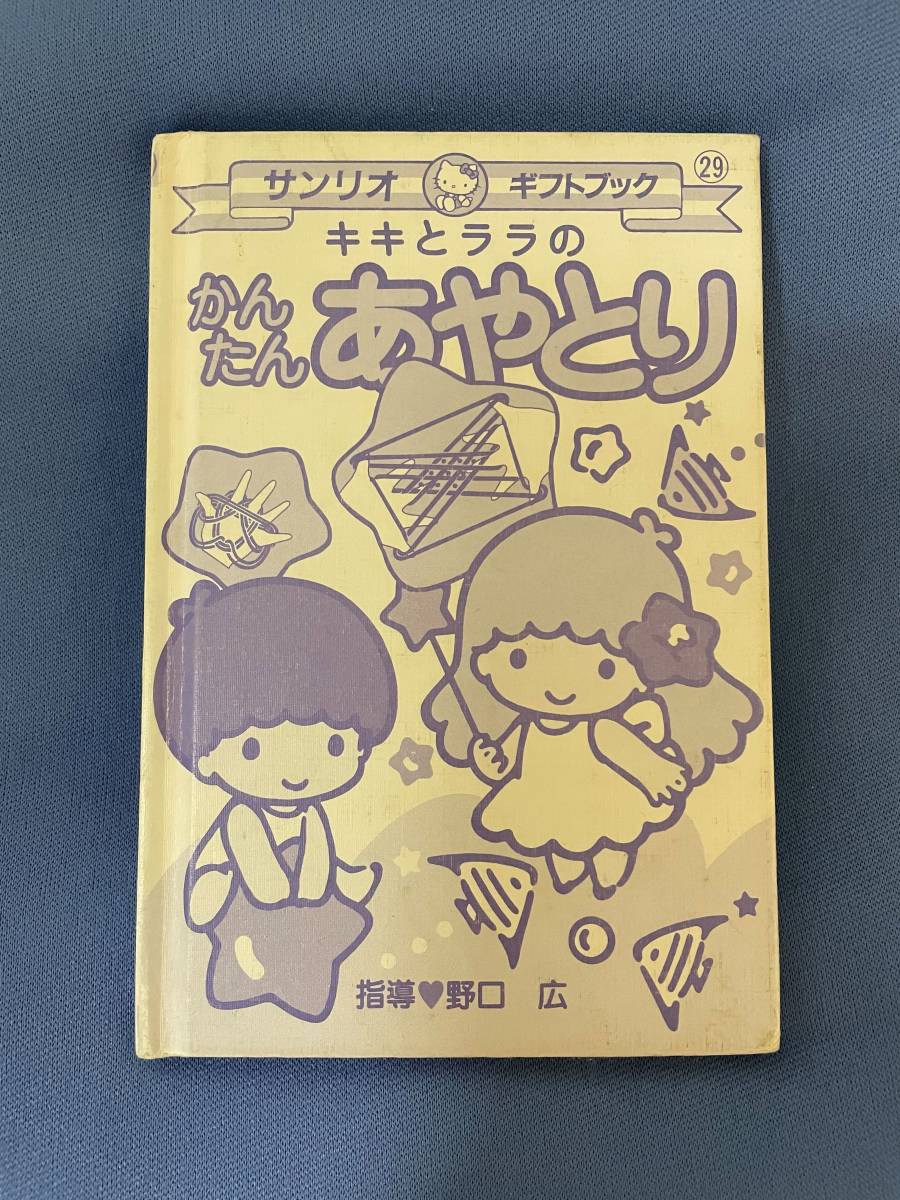 サンリオ ギフトブック ㉙
キキとララの
かんたん あやとり
指導♥野口 広